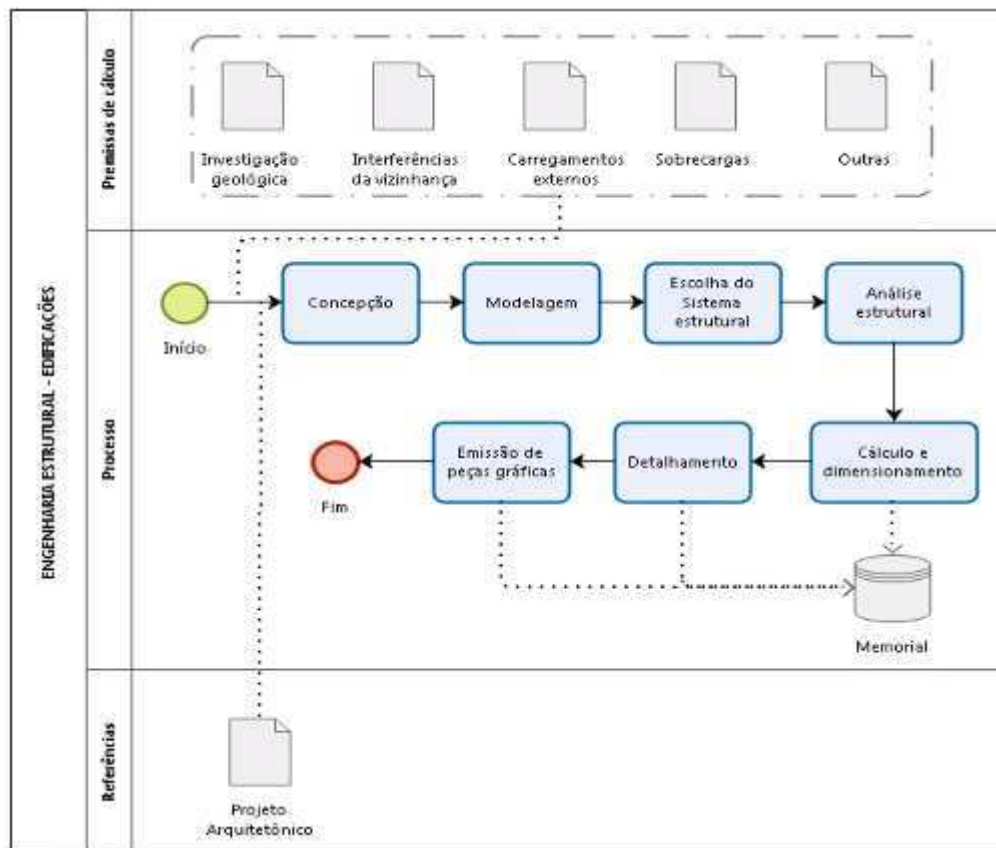 ENGENHARIA ESTRUTURAL - EDIFICAÇÕES
Premissas de cálculo
Investigação
geológica
Interferências
da vizinhança
Carregamentos
externos
Sobrecargas
Outras
Processo
Início
Concepção
Modelagem
Escolha do
Sistema
estrutural
Análise
estrutural
Fim
Emissão de
peças gráficas
Detalhamento
Cálculo e
dimensionamento
Memorial
Referências
Projeto
Arquitetônico